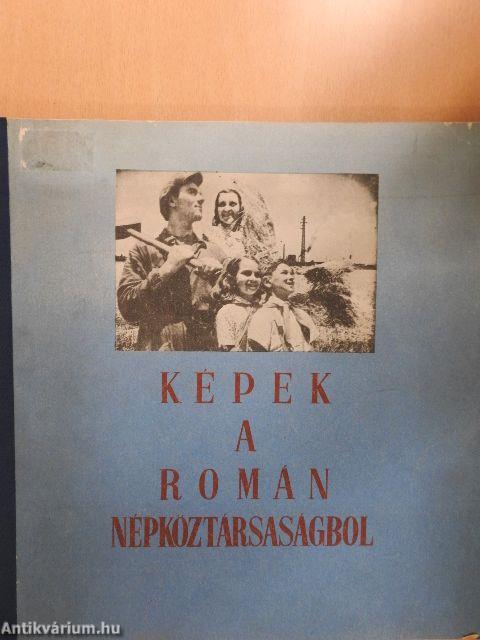 KÉPEK
A
ROMÁN
NÉPKÖZTÁRSASÁGBOL
Antikvárium.hu